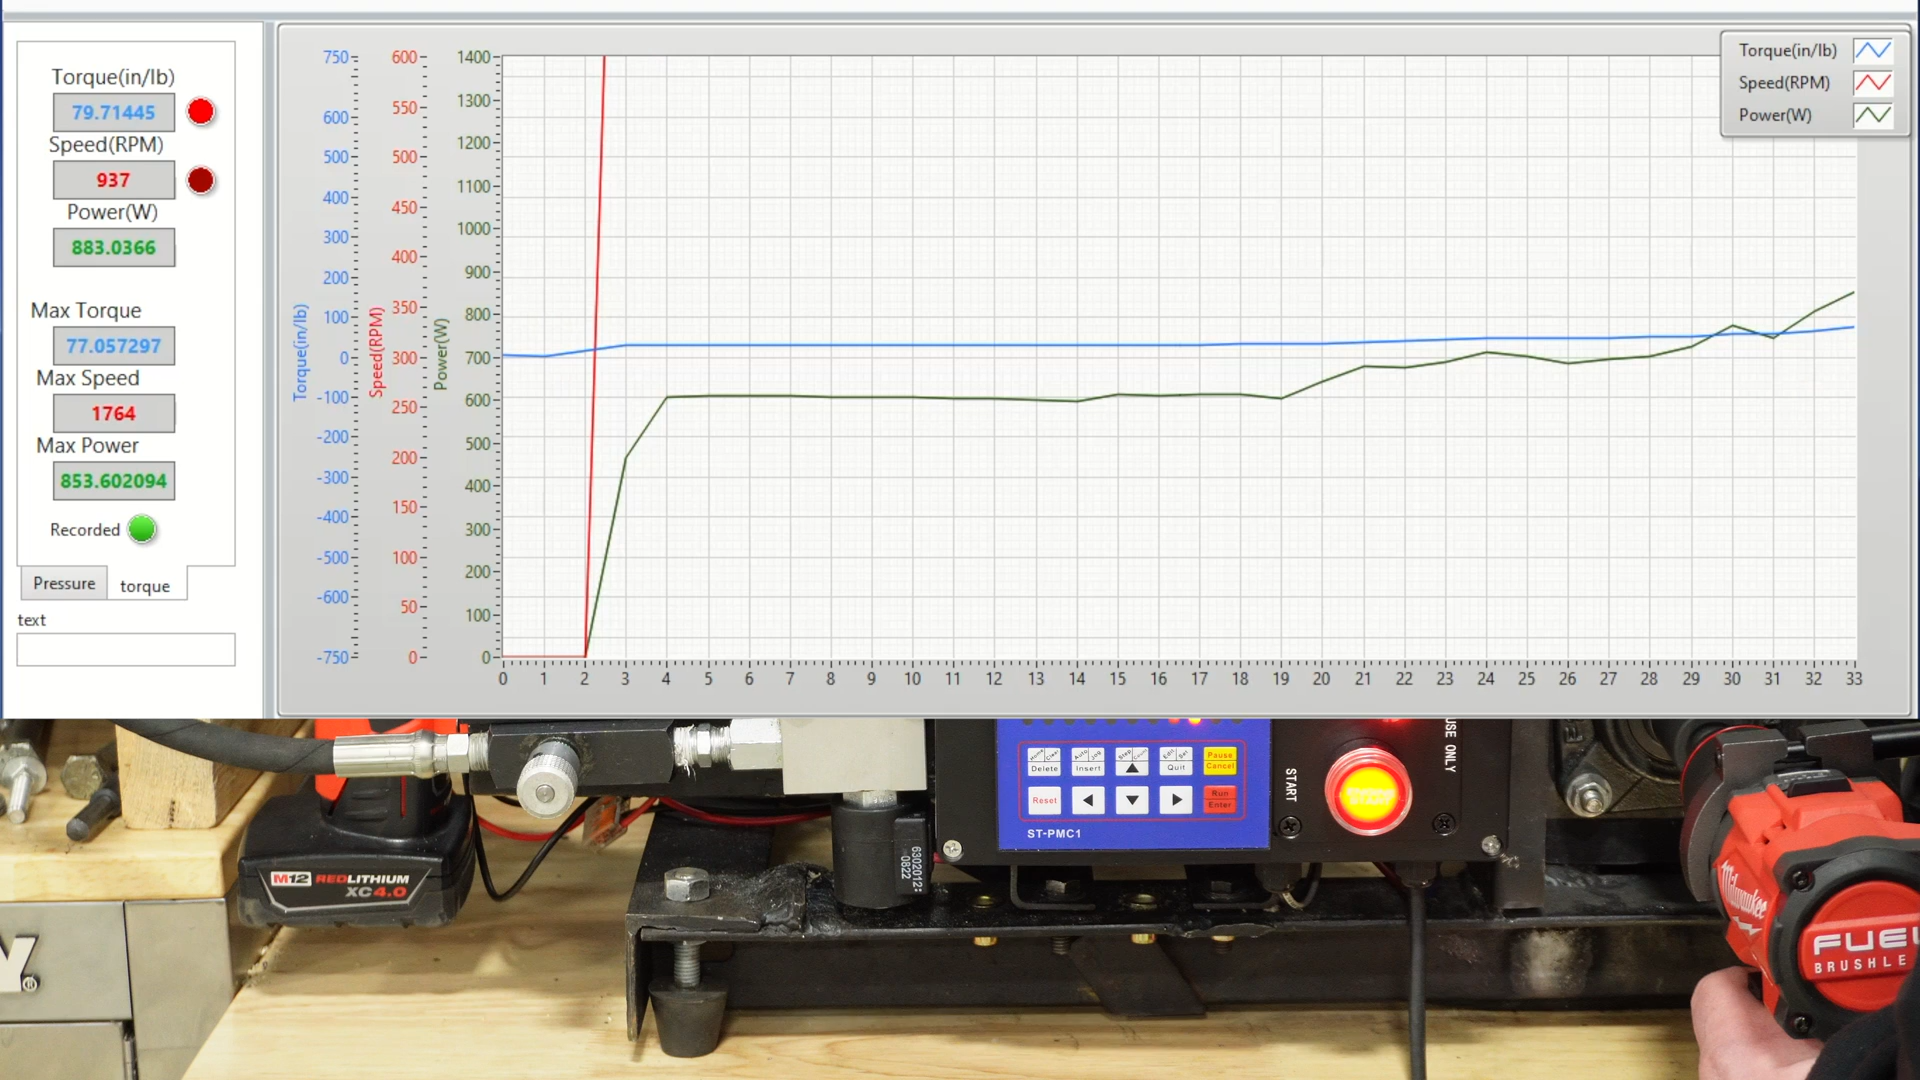 Torque(in/lb)
79.71445
Speed(RPM)
937
Power(W)
883.0366
Max Torque
77.057297
Max Speed
1764
Max Power
853.602094
Recorded
Pressure
torque
text
Torque(in/lb)
750
600
500
400
300
200
100
0
-100
-200
-300
-400
-500
-600
-750
Speed(RPM)
600
550
500
450
400
350
300
250
200
150
100
50
0
Power(W)
1400
1300
1200
1100
1000
900
800
700
600
500
400
300
200
100
0
0 1 2 3 4 5 6 7 8 9 10 11 12 13 14 15 16 17 18 19 20 21 22 23 24 25 26 27 28 29 30 31 32 33
Torque(in/lb)
Speed(RPM)
Power(W)
M12 REDLITHIUM
XC4.0
Y®
6302012
0822
Delete
Insert
Quit
Pause
Cancel
Reset
Run
Enter
ST-PMC1
START
USE ONLY
Milwaukee
FUEL
BRUSHLE